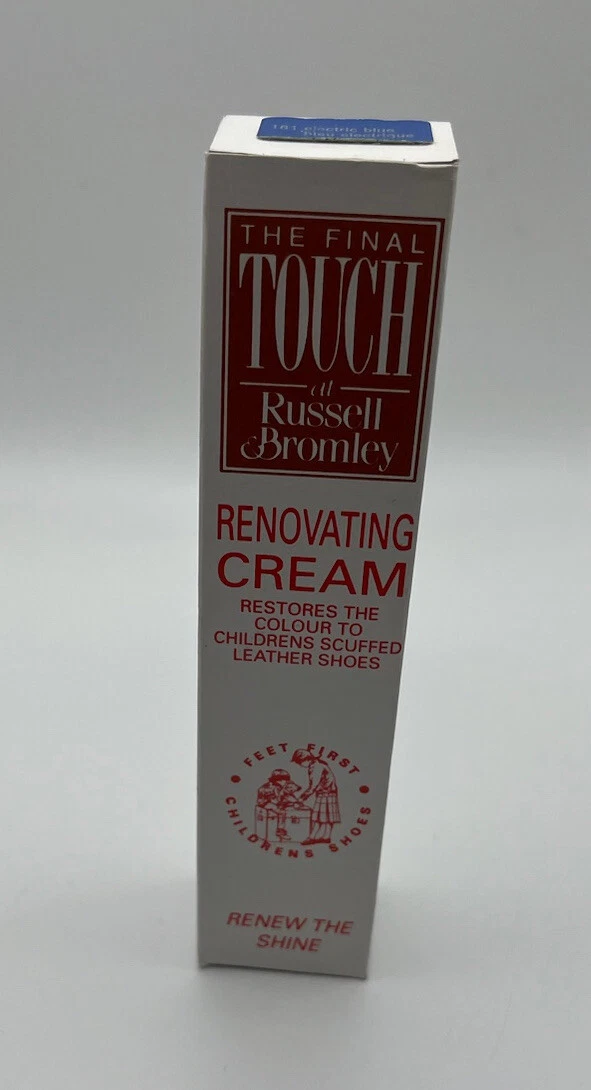 181 electric blue
bleu electrique
THE FINAL
TOUCH
at
Russell
&Bromley
RENOVATING
CREAM
RESTORES THE
COLOUR TO
CHILDRENS SCUFFED
LEATHER SHOES
FEET FIRST
CHILDRENS SHOES
RENEW THE
SHINE